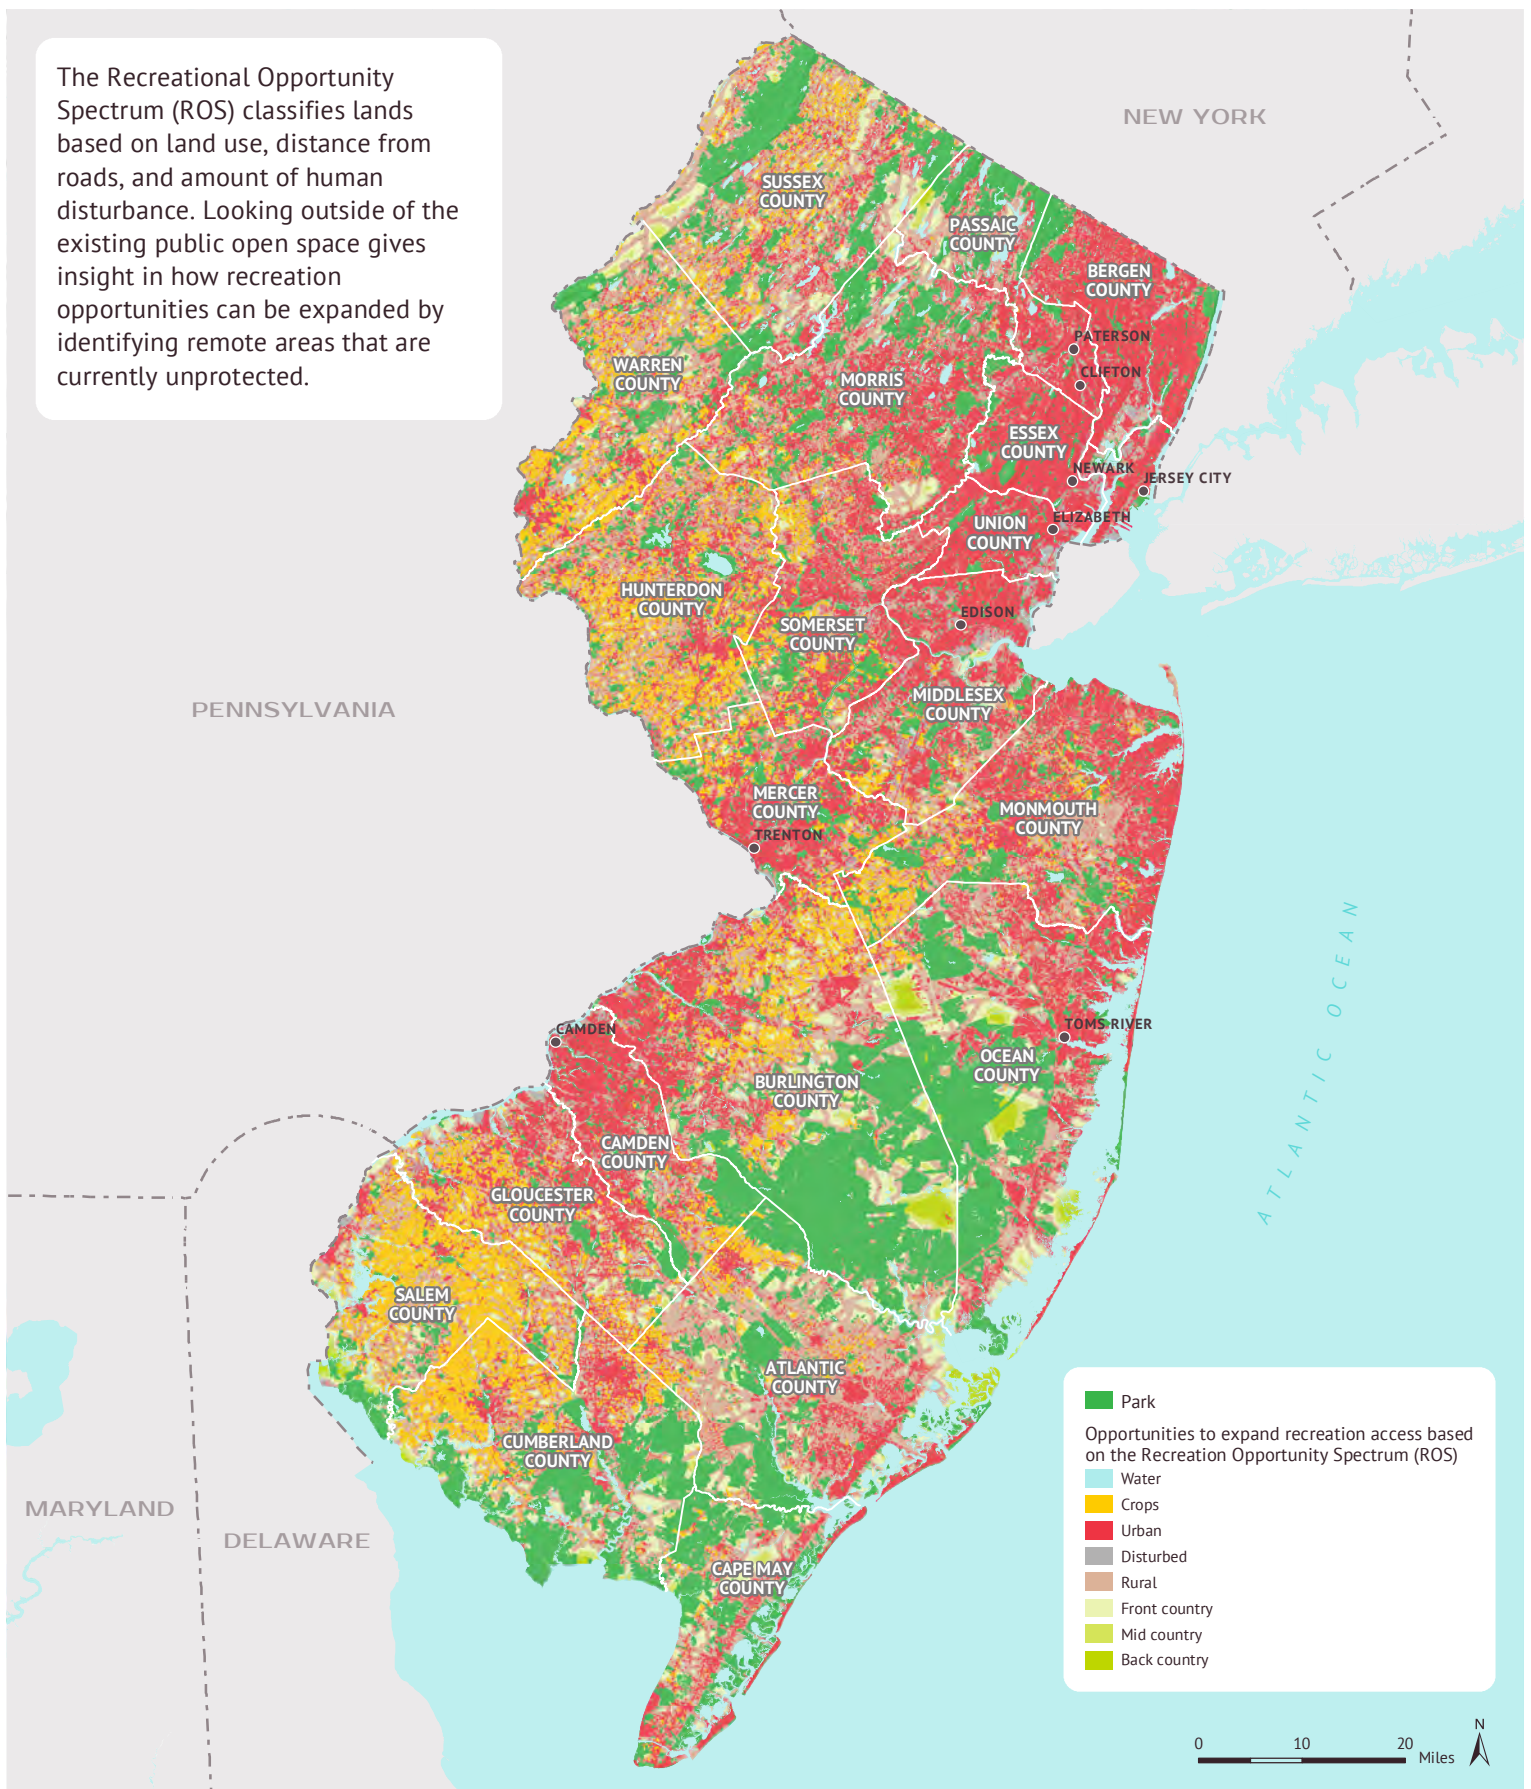 The Recreational Opportunity
Spectrum (ROS) classifies lands
based on land use, distance from
roads, and amount of human
disturbance. Looking outside of the
existing public open space gives
insight in how recreation
opportunities can be expanded by
identifying remote areas that are
currently unprotected.
NEW YORK
SUSSEX
COUNTY
PASSAIC
COUNTY
BERGEN
COUNTY
PATERSON
CLIFTON
WARREN
COUNTY
MORRIS
COUNTY
ESSEX
COUNTY
NEWARK
JERSEY CITY
UNION
COUNTY
ELIZABETH
HUNTERDON
COUNTY
SOMERSET
COUNTY
EDISON
MIDDLESEX
COUNTY
PENNSYLVANIA
MERCER
COUNTY
TRENTON
MONMOUTH
COUNTY
ATLANTIC OCEAN
CAMDEN
TOMS RIVER
OCEAN
COUNTY
BURLINGTON
COUNTY
CAMDEN
COUNTY
GLOUCESTER
COUNTY
SALEM
COUNTY
ATLANTIC
COUNTY
CUMBERLAND
COUNTY
CAPE MAY
COUNTY
MARYLAND
DELAWARE
Park
Opportunities to expand recreation access based
on the Recreation Opportunity Spectrum (ROS)
Water
Crops
Urban
Disturbed
Rural
Front country
Mid country
Back country
0 10 20 Miles
N